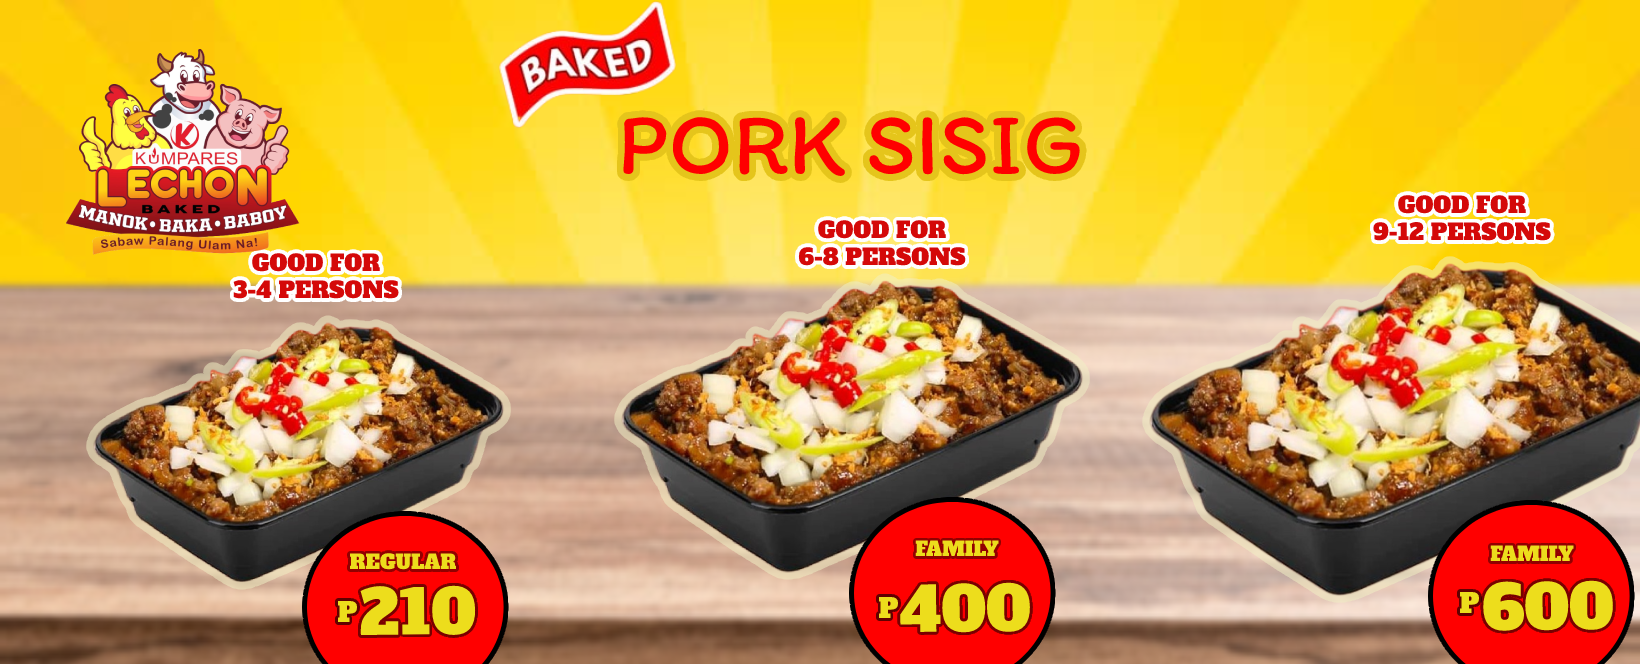 BAKED
PORK SISIG
K
KUMPARES
LECHON
BAKED
MANOK • BAKA • BABOY
Sabaw Palang Ulam Na!
GOOD FOR
3-4 PERSONS
REGULAR
P210
GOOD FOR
6-8 PERSONS
FAMILY
P400
GOOD FOR
9-12 PERSONS
FAMILY
P600